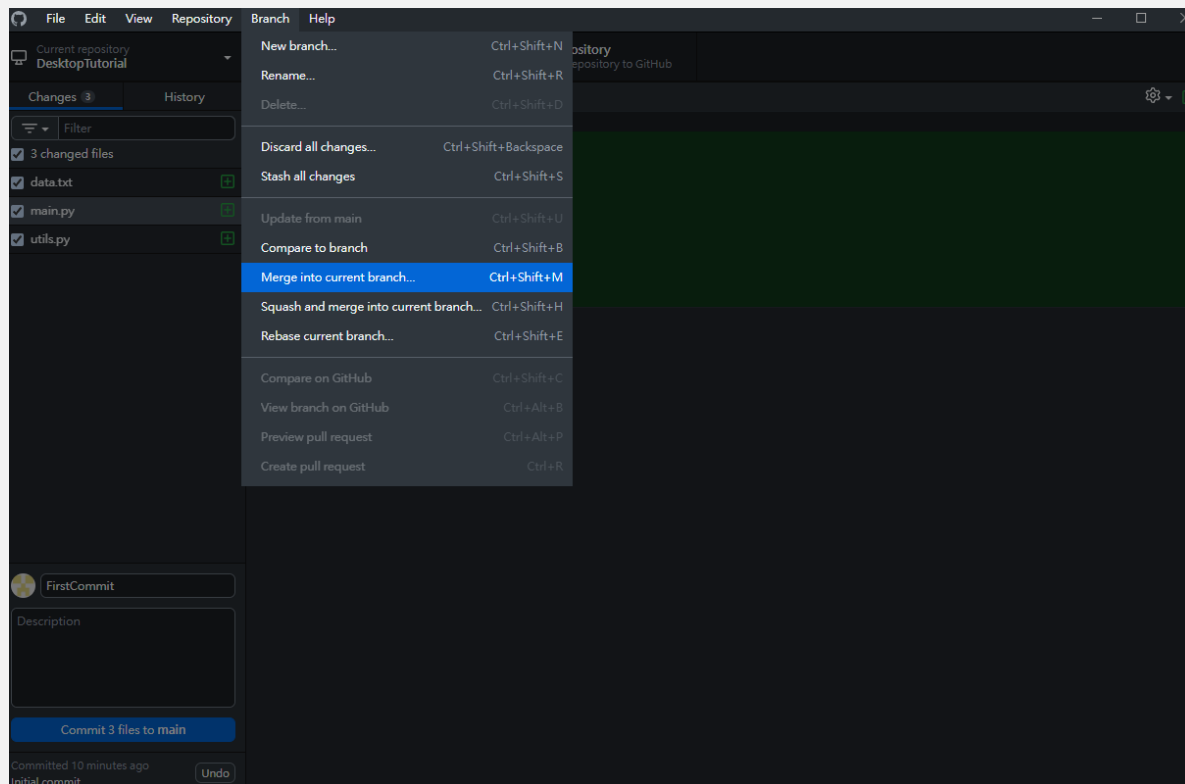 File Edit View Repository Branch Help
Current repository
DesktopTutorial
Changes 3 History
Filter
3 changed files
data.txt
main.py
utils.py
New branch... Ctrl+Shift+N
Rename... Ctrl+Shift+R
Delete... Ctrl+Shift+D
Discard all changes... Ctrl+Shift+Backspace
Stash all changes Ctrl+Shift+S
Update from main Ctrl+Shift+U
Compare to branch Ctrl+Shift+B
Merge into current branch... Ctrl+Shift+M
Squash and merge into current branch... Ctrl+Shift+H
Rebase current branch... Ctrl+Shift+E
Compare on GitHub Ctrl+Shift+C
View branch on GitHub Ctrl+Alt+B
Preview pull request Ctrl+Alt+P
Create pull request Ctrl+R
ository
epository to GitHub
FirstCommit
Description
Commit 3 files to main
Committed 10 minutes ago
Initial commit
Undo